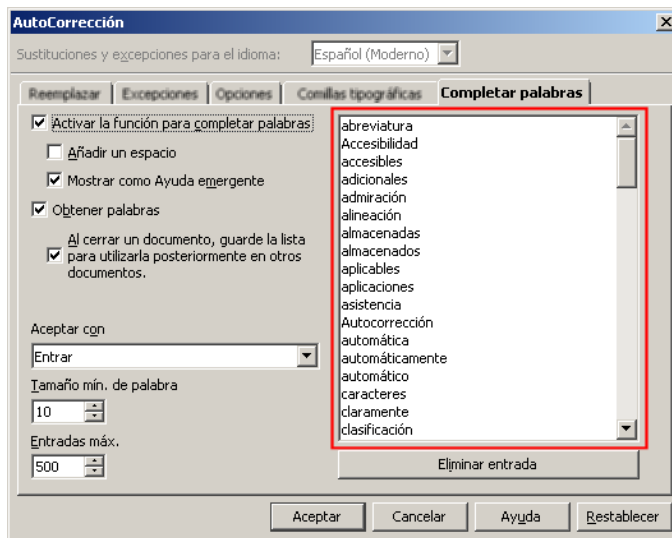 AutoCorrección
Sustituciones y excepciones para el idioma:
Español (Moderno)
Reemplazar
Excepciones
Opciones
Comillas tipográficas
Completar palabras
Activar la función para completar palabras
Añadir un espacio
Mostrar como Ayuda emergente
Obtener palabras
Al cerrar un documento, guarde la lista
para utilizarla posteriormente en otros
documentos.
Aceptar con
Entrar
Tamaño mín. de palabra
10
Entradas máx.
500
abreviatura
Accesibilidad
accesibles
adicionales
admiración
alineación
almacenadas
almacenados
aplicables
aplicaciones
asistencia
Autocorrección
automática
automáticamente
automático
caracteres
claramente
clasificación
Eliminar entrada
Aceptar
Cancelar
Ayuda
Restablecer